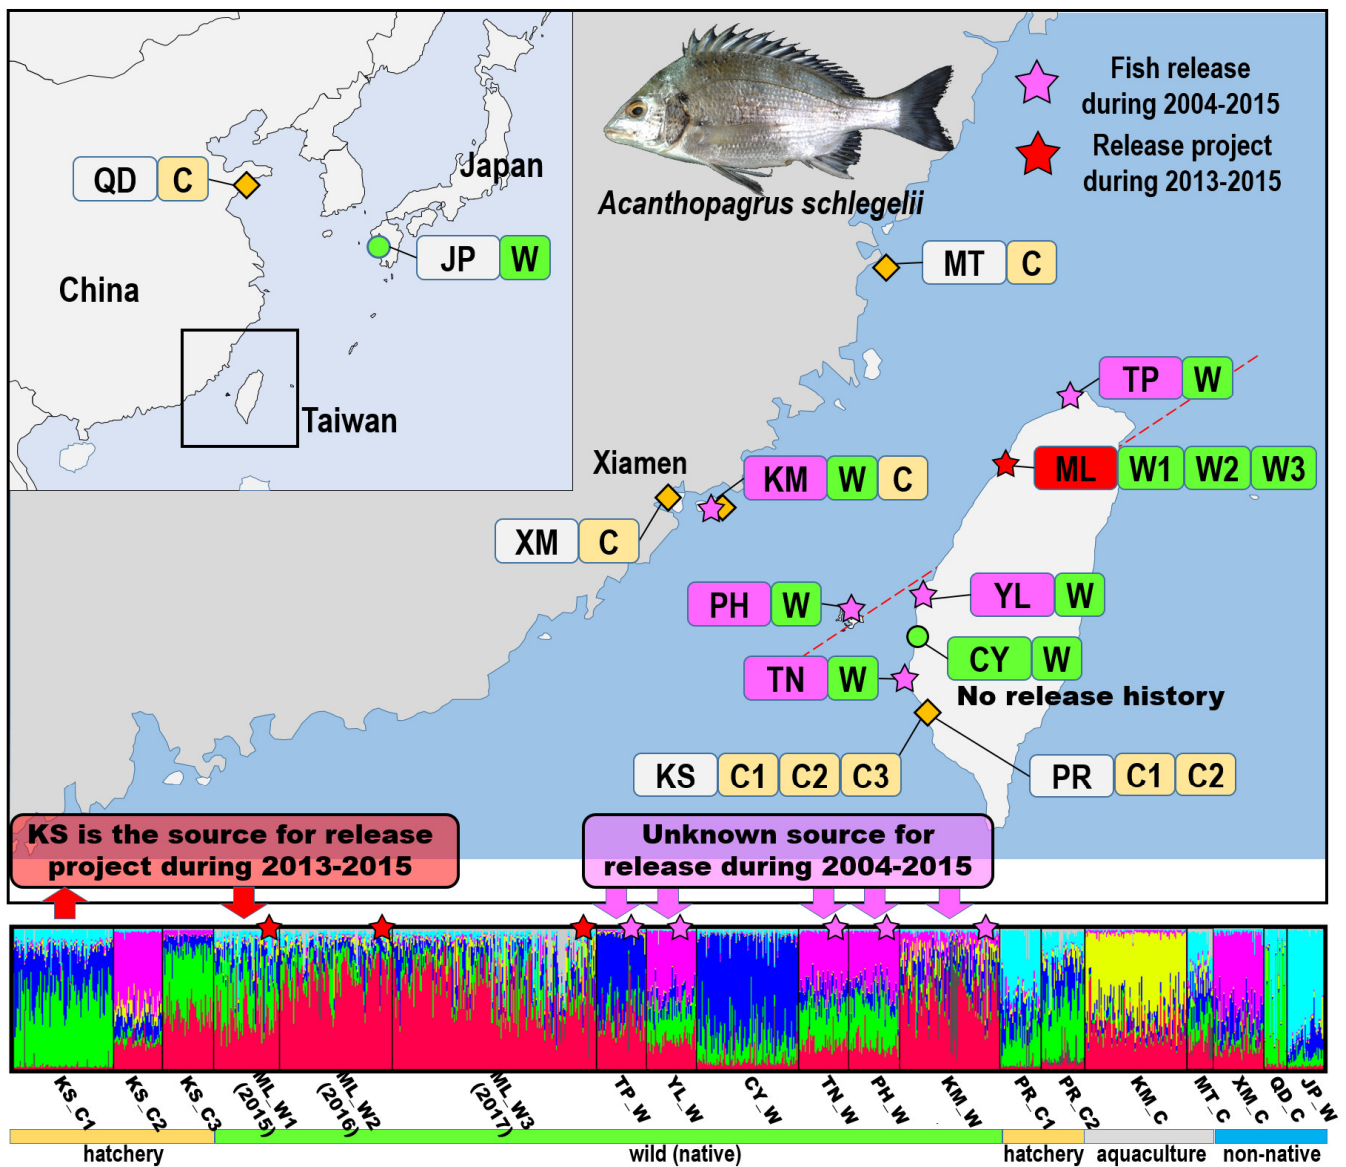 Fish release
during 2004-2015
Release project
during 2013-2015
Acanthopagrus schlegelii
QD C
Japan
JP W
China
Taiwan
MT C
TP W
Xiamen
KM W C
ML W1 W2 W3
XM C
PH W
YL W
CY W
TN W
No release history
KS C1 C2 C3
PR C1 C2
KS is the source for release
project during 2013-2015
Unknown source for
release during 2004-2015
KS_C1
KS_C2
KS_C3
ML_W1
(2015)
ML_W2
(2016)
ML_W3
(2017)
TP_W
YL_W
CY_W
TN_W
PH_W
KM_W
PR_C1
PR_C2
KM_C
MT_C
XM_C
QD_C
JP_W
hatchery
wild (native)
hatchery
aquaculture
non-native